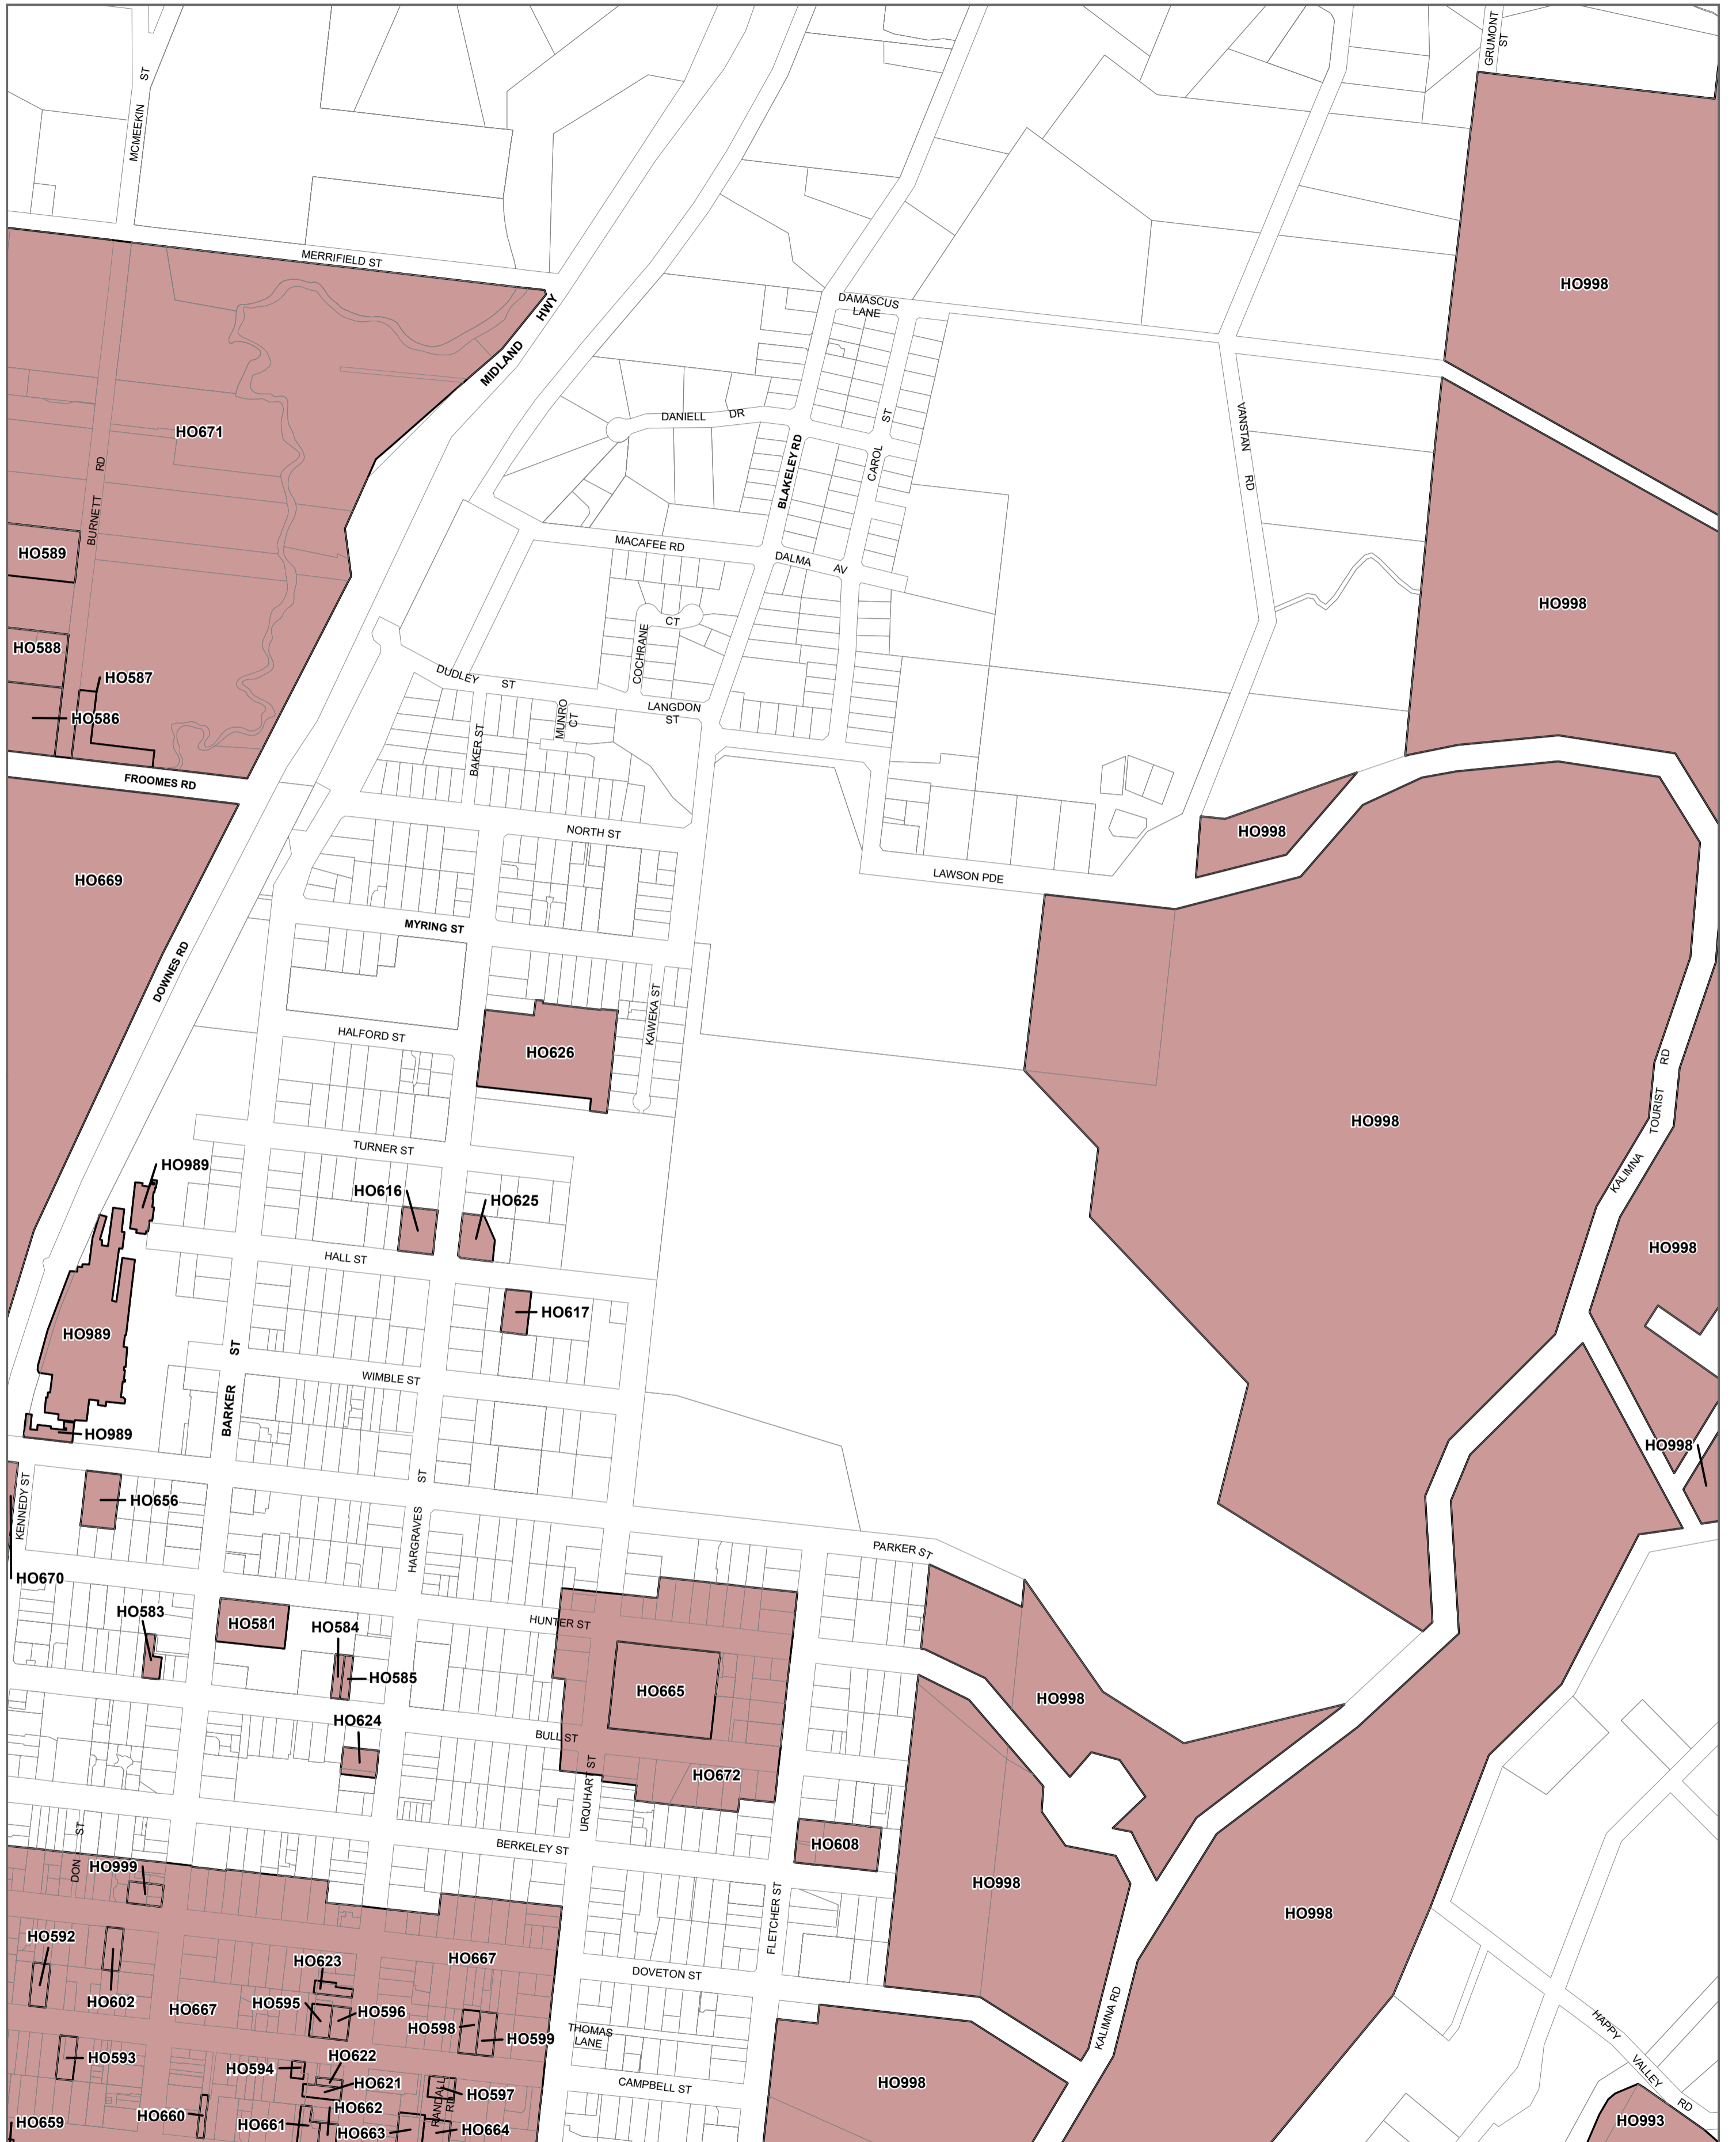 GRUMONT
ST
MCMEEKIN
ST
MERRIFIELD ST
HO998
DAMASCUS
LANE
MIDLAND
HWY
HO671
DANIELL
DR
CAROL
ST
VANSTAN
RD
BLAKELEY RD
BURNETT
RD
HO589
MACAFEE RD
DALMA
AV
HO998
CT
COCHRANE
HO588
HO587
HO586
DUDLEY
ST
LANGDON
ST
MUNRO
CT
BAKER ST
FROOMES RD
NORTH ST
HO998
HO669
LAWSON PDE
MYRING ST
DOWNES RD
KAWEKA ST
HALFORD ST
HO626
HO998
KALIMNA
TOURIST
RD
TURNER ST
HO989
HO616
HO625
HO998
HALL ST
HO617
HO989
BARKER
ST
WIMBLE ST
HO989
HO998
KENNEDY ST
HO656
HARGRAVES
ST
PARKER ST
HO670
HO583
HO581
HO584
HO585
HUNTER ST
HO665
HO998
HO624
BULL ST
HO672
URQUHART ST
HO608
BERKELEY ST
DON
ST
HO999
HO998
HO998
FLETCHER ST
HO592
HO602
HO623
HO667
HO667
HO595
HO596
HO598
HO599
DOVETON ST
THOMAS
LANE
KALIMNA RD
HAPPY
VALLEY
RD
HO593
HO594
HO622
HO621
HO597
RANDALL
RD
CAMPBELL ST
HO998
HO659
HO660
HO661
HO662
HO663
HO664
HO993